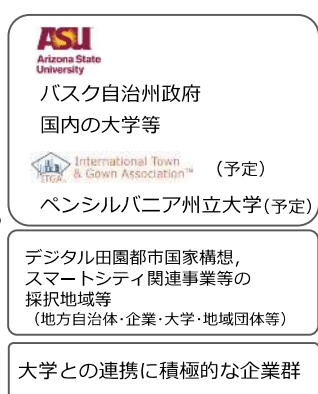 ASU
Arizona State
University
バスク自治州政府
国内の大学等
International Town
& Gown Association™ (予定)
ITGA
ペンシルバニア州立大学(予定)
デジタル田園都市国家構想,
スマートシティ関連事業等の
採択地域等
(地方自治体･企業･大学･地域団体等)
大学との連携に積極的な企業群